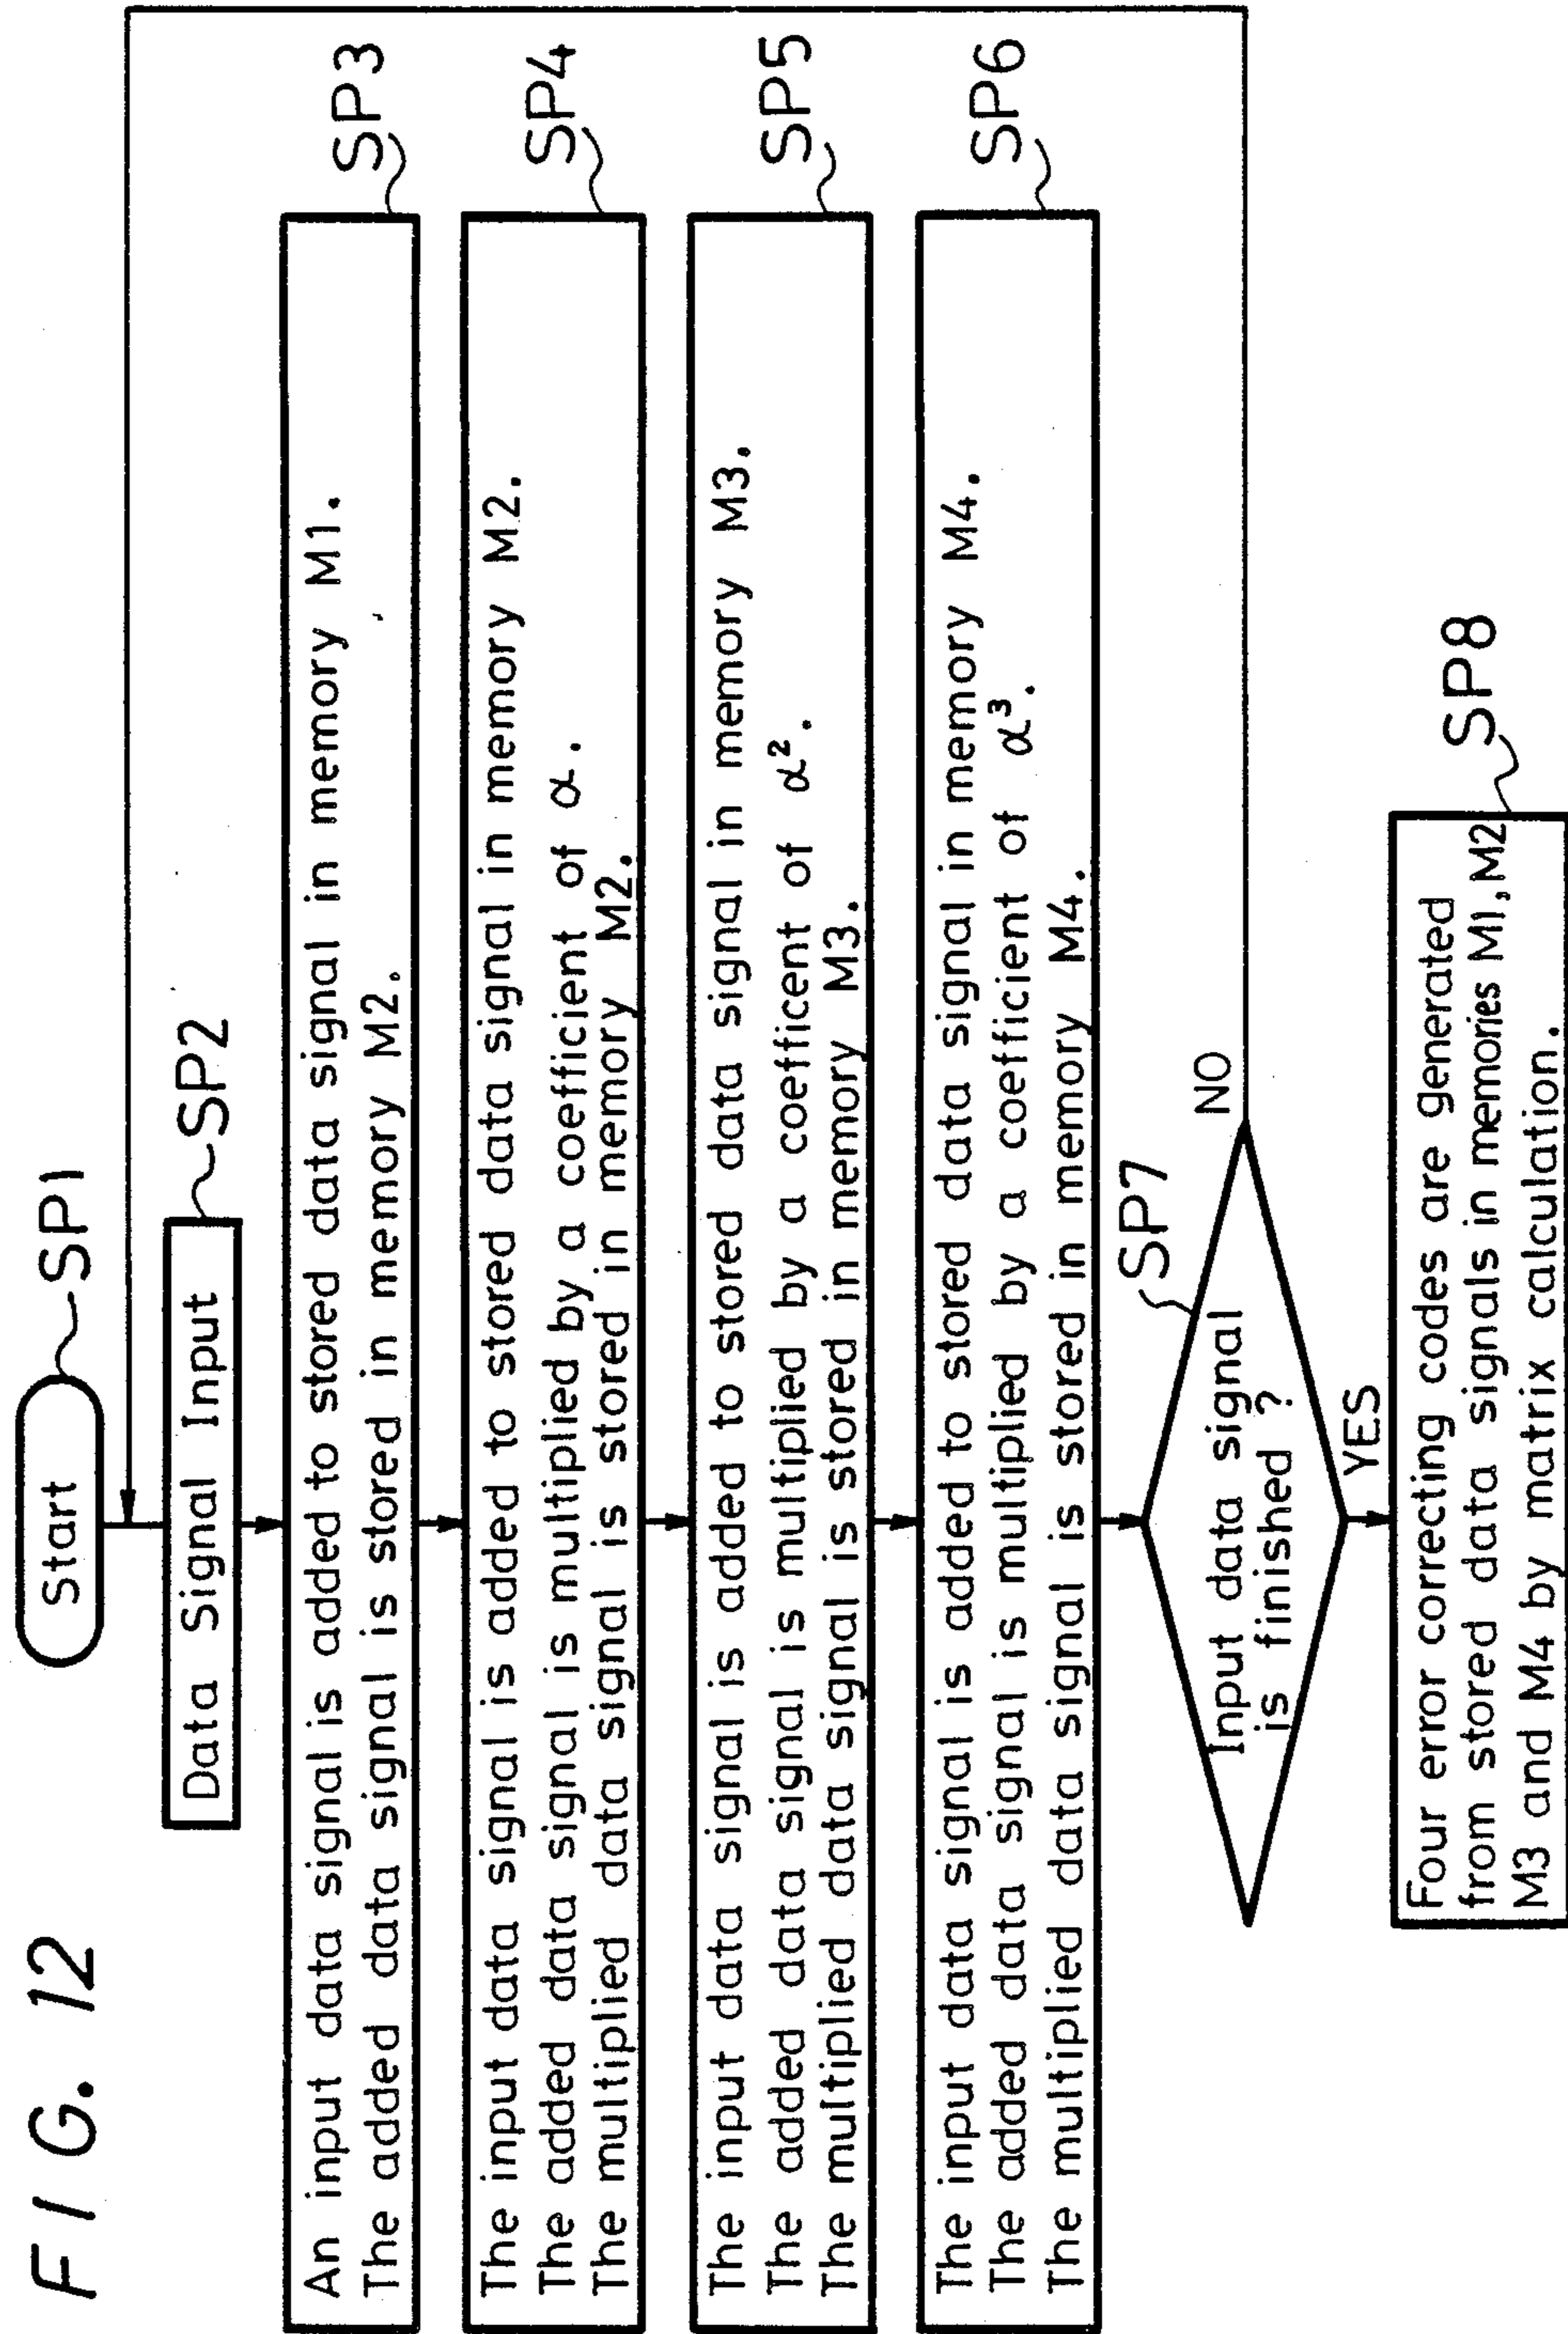 FIG. 12
Start
SP1
Data Signal Input
SP2
An input data signal is added to stored data signal in memory M1.
The added data signal is stored in memory M2.
SP3
The input data signal is added to stored data signal in memory M2.
The added data signal is multiplied by a coefficient of α.
The multiplied data signal is stored in memory M2.
SP4
The input data signal is added to stored data signal in memory M3.
The added data signal is multiplied by a coefficent of α².
The multiplied data signal is stored in memory M3.
SP5
The input data signal is added to stored data signal in memory M4.
The added data signal is multiplied by a coefficient of α³.
The multiplied data signal is stored in memory M4.
SP6
Input data signal
is finished ?
SP7
NO
YES
Four error correcting codes are generated
from stored data signals in memories M1, M2
M3 and M4 by matrix calculation.
SP8